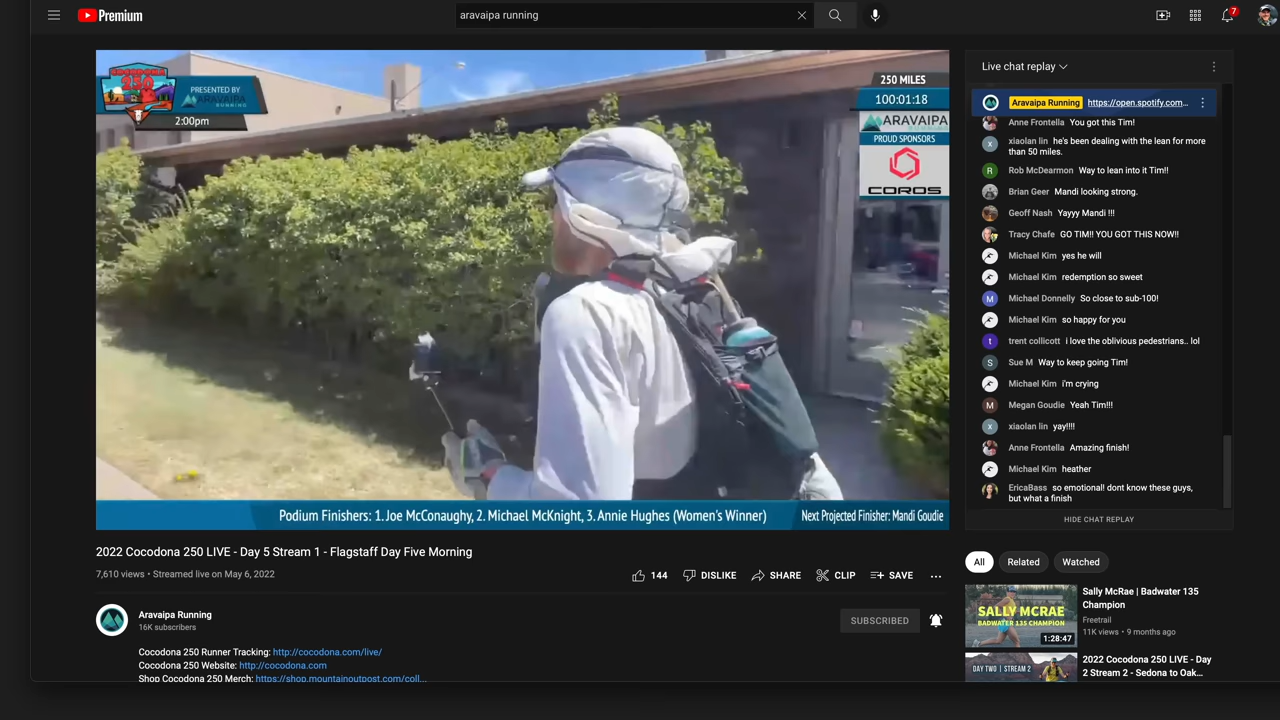 Premium
aravaipa running
7
COCODONA
250
PRESENTED BY
ARAVAIPA
RUNNING
2:00pm
250 MILES
100:01:18
ARAVAIPA
PROUD SPONSORS
COROS
Podium Finishers: 1. Joe McConaughy, 2. Michael McKnight, 3. Annie Hughes (Women's Winner)
Next Projected Finisher: Mandi Goudie
Live chat replay
Aravaipa Running https://open.spotify.com...
Anne Frontella You got this Tim!
x xiaolan lin he's been dealing with the lean for more
than 50 miles.
R Rob McDearmon Way to lean into it Tim!!
Brian Geer Mandi looking strong.
Geoff Nash Yayyy Mandi !!!
Tracy Chafe GO TIM!! YOU GOT THIS NOW!!
Michael Kim yes he will
Michael Kim redemption so sweet
M Michael Donnelly So close to sub-100!
Michael Kim so happy for you
t trent collicott i love the oblivious pedestrians.. lol
S Sue M Way to keep going Tim!
Michael Kim i'm crying
M Megan Goudie Yeah Tim!!!
x xiaolan lin yay!!!!
Anne Frontella Amazing finish!
Michael Kim heather
EricaBass so emotional! dont know these guys,
but what a finish
HIDE CHAT REPLAY
2022 Cocodona 250 LIVE - Day 5 Stream 1 - Flagstaff Day Five Morning
7,610 views • Streamed live on May 6, 2022
144 DISLIKE SHARE CLIP SAVE ...
Aravaipa Running
16K subscribers
SUBSCRIBED
Cocodona 250 Runner Tracking: http://cocodona.com/live/
Cocodona 250 Website: http://cocodona.com
Shop Cocodona 250 Merch: https://shop.mountainoutpost.com/coll...
All Related Watched
SALLY MCRAE
BADWATER 135 CHAMPION
1:28:47
Sally McRae | Badwater 135
Champion
Freetrail
11K views • 9 months ago
DAY TWO | STREAM 2
2022 Cocodona 250 LIVE - Day
2 Stream 2 - Sedona to Oak...